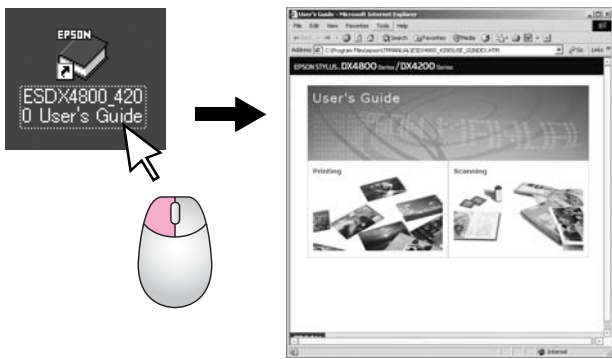 EPSON
ESDX4800_420
0 User's Guide
User's Guide - Microsoft Internet Explorer
File Edit View Favorites Tools Help
Search Favorites Media
Address
Links
EPSON STYLUS DX4800 Series / DX4200 Series
User's Guide
Printing
Scanning
Internet